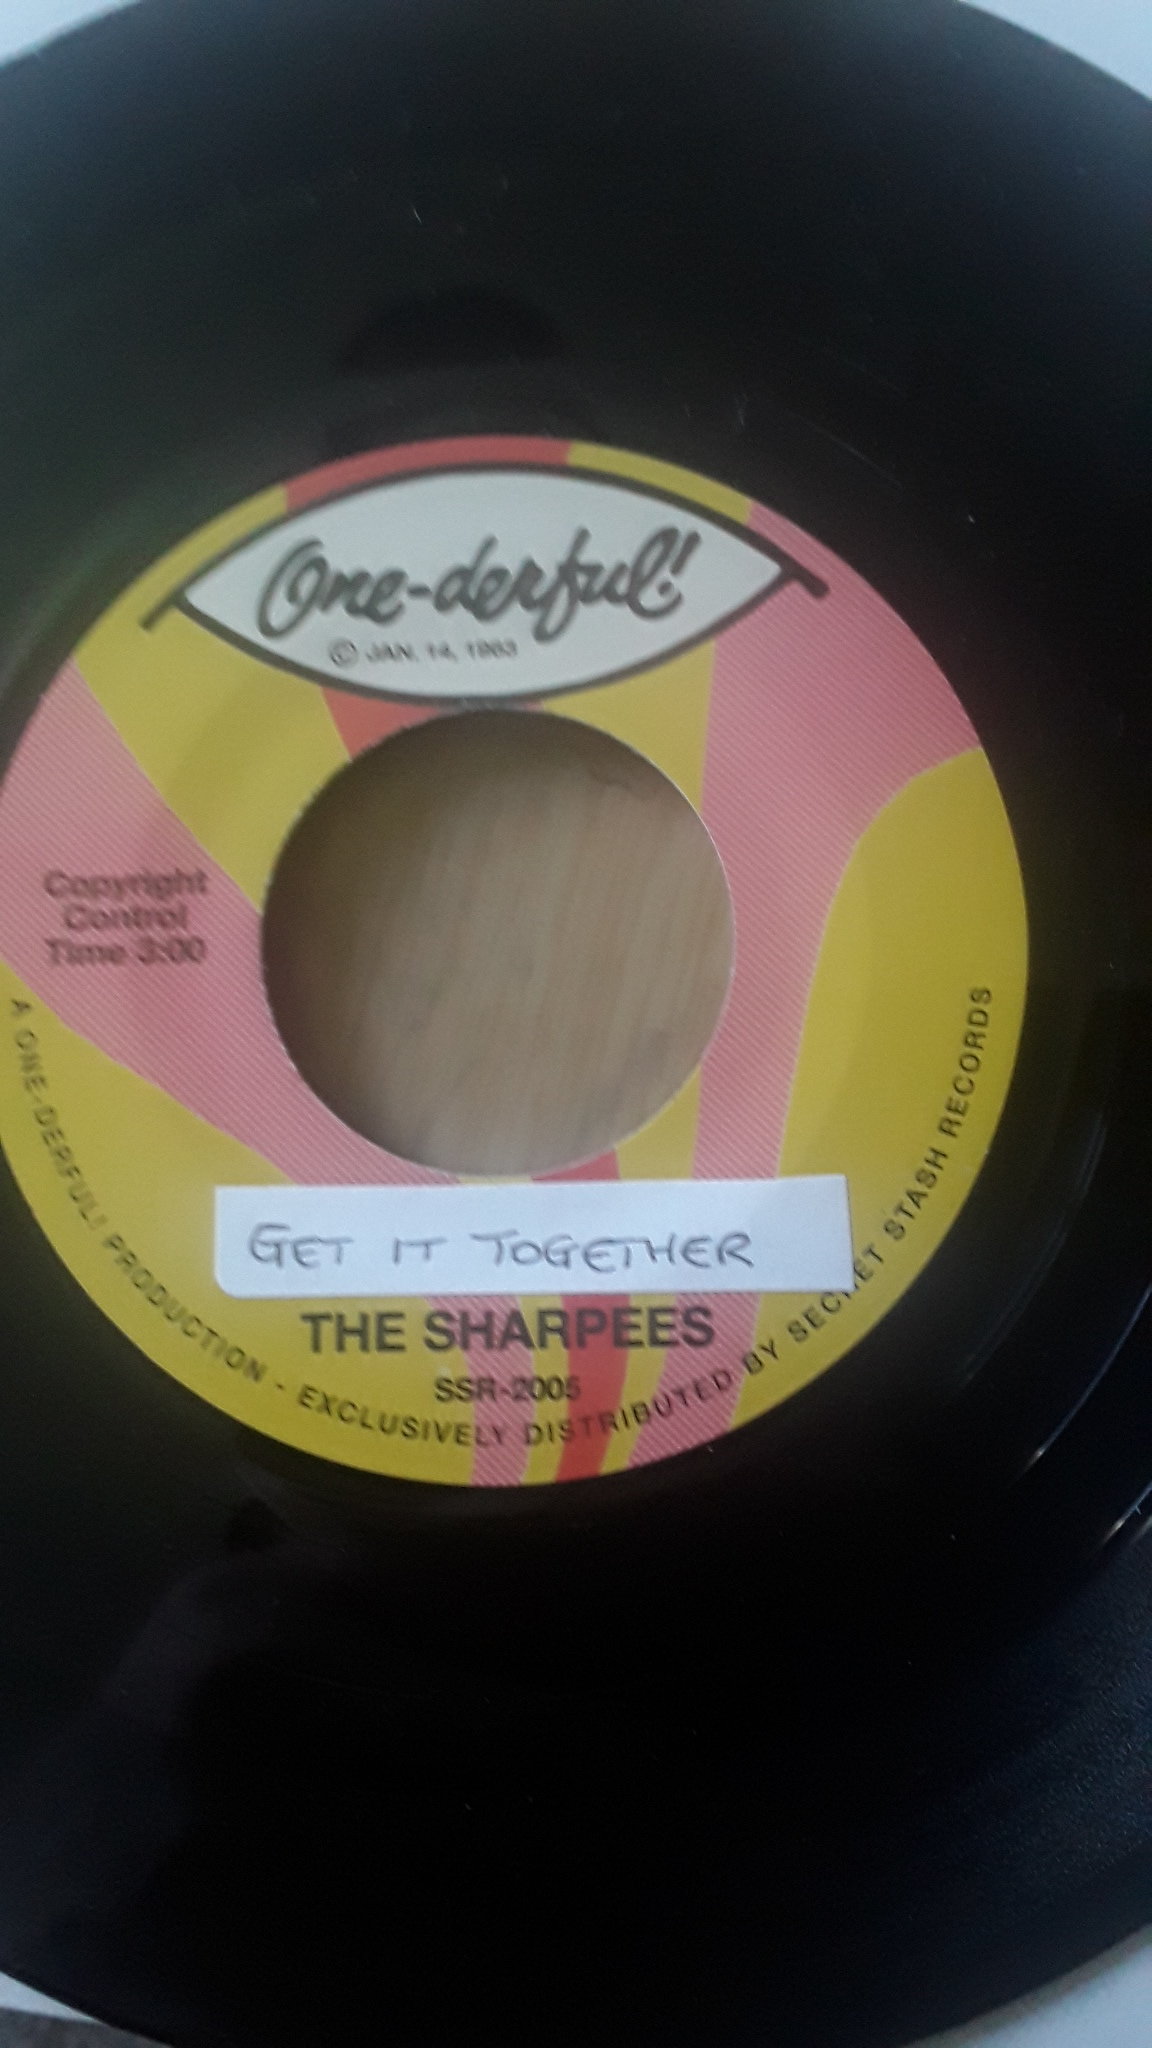 One-derful!
© JAN. 14, 1963
Copyright
Control
Time 3:00
GET IT TOGETHER
THE SHARPEES
SSR-2005
A ONE-DERFUL! PRODUCTION - EXCLUSIVELY DISTRIBUTED BY SECRET STASH RECORDS